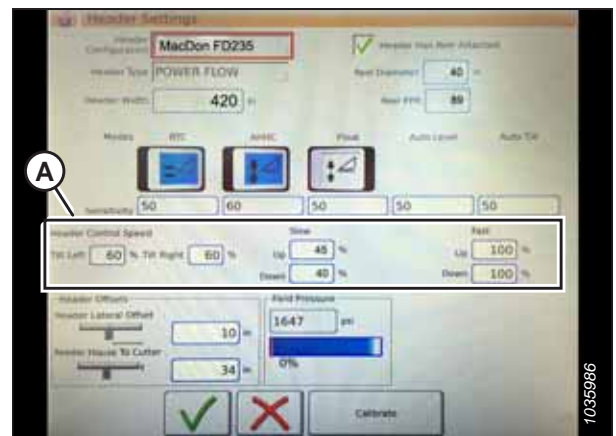 Header Settings
Header Configuration MacDon FD235 Header Has Reel Attached
Header Type POWER FLOW Reel Diameter 40 in
Header Width 420 in Reel PPR 89
Modes RTC AHHC Float Auto Level Auto Tilt
A
Sensitivity 50 60 50 50 50
Header Control Speed Slow Fast
Tilt Left 60 % Tilt Right 60 % Up 45 % Up 100 %
Down 40 % Down 100 %
Header Offsets Field Pressure
Header Lateral Offset 1647 psi
10 in
Feeder House To Cutter 0%
34 in
Calibrate
1035986